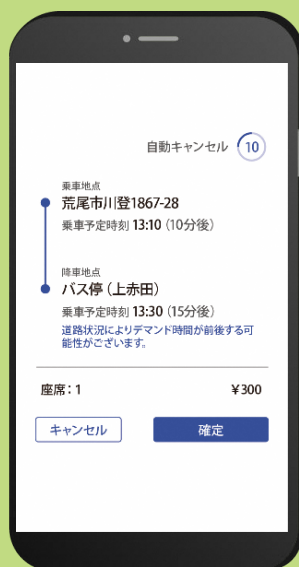 自動キャンセル 10
乗車地点
荒尾市川登1867-28
乗車予定時刻 13:10（10分後）
降車地点
バス停（上赤田）
乗車予定時刻 13:30（15分後）
道路状況によりデマンド時間が前後する可
能性がございます。
座席：1 ¥300
キャンセル 確定